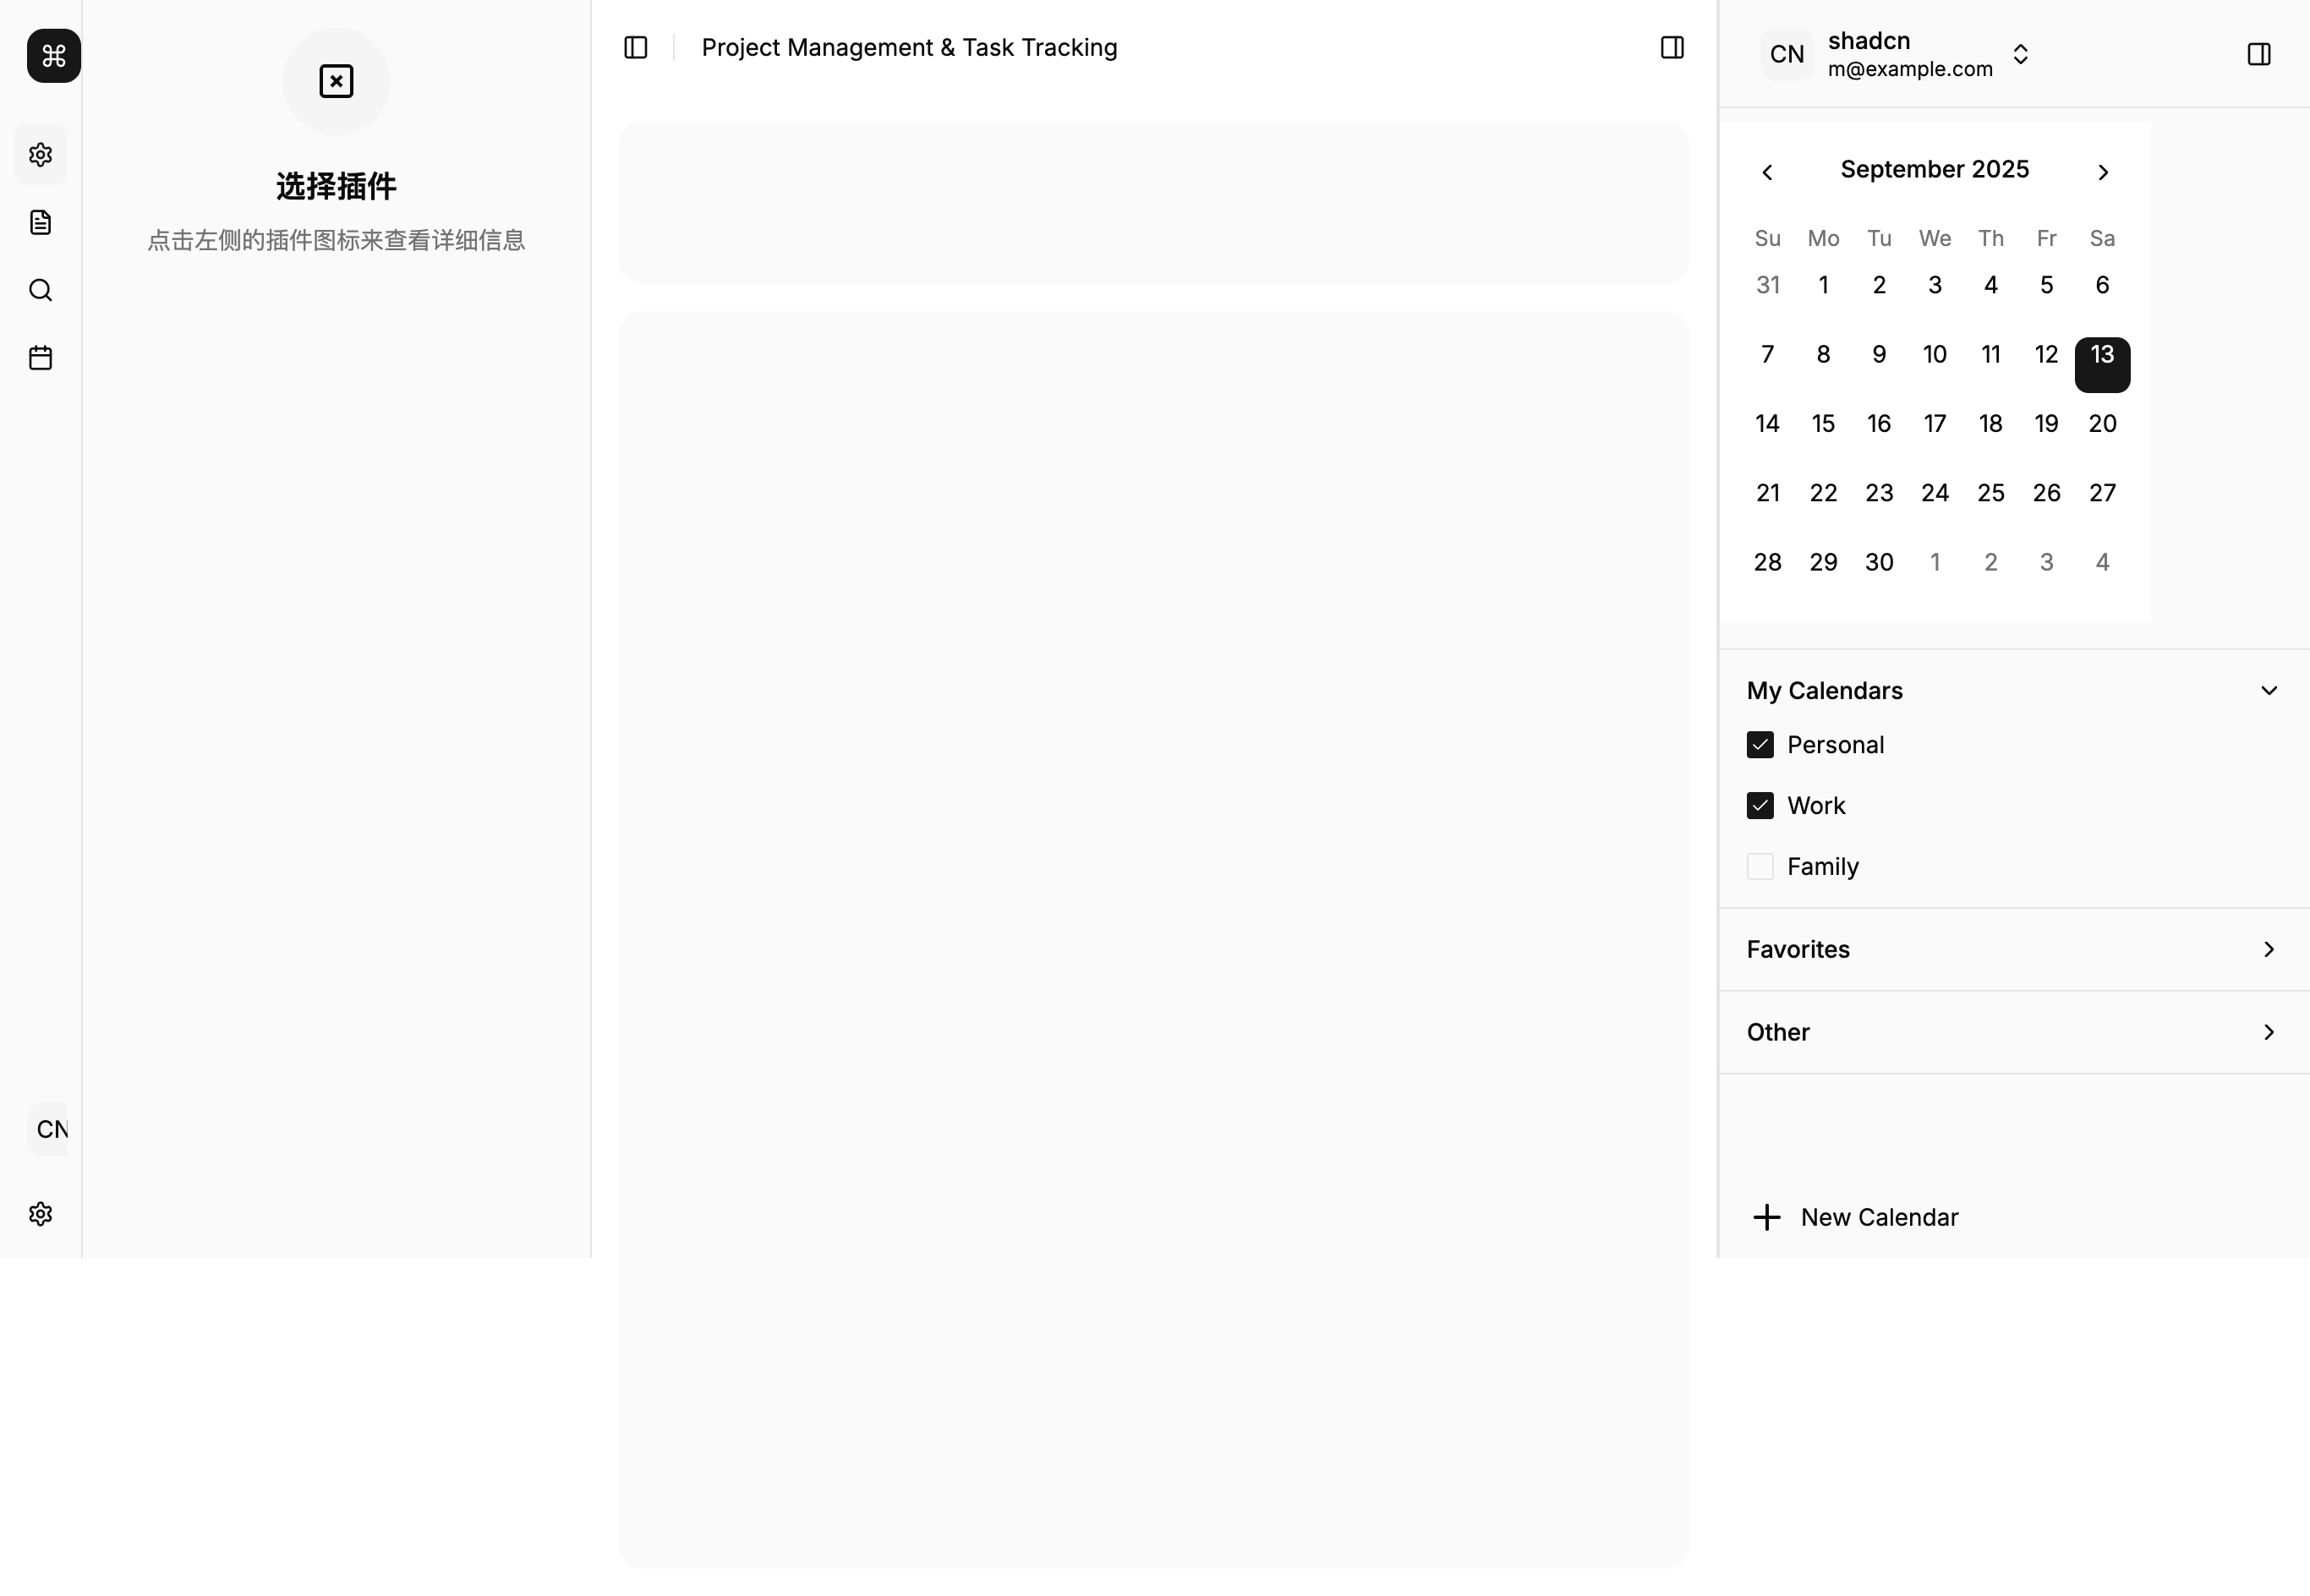 选择插件
点击左侧的插件图标来查看详细信息
CN
Project Management & Task Tracking
CN
shadcn
m@example.com
September 2025
Su Mo Tu We Th Fr Sa
31 1 2 3 4 5 6
7 8 9 10 11 12 13
14 15 16 17 18 19 20
21 22 23 24 25 26 27
28 29 30 1 2 3 4
My Calendars
Personal
Work
Family
Favorites
Other
New Calendar